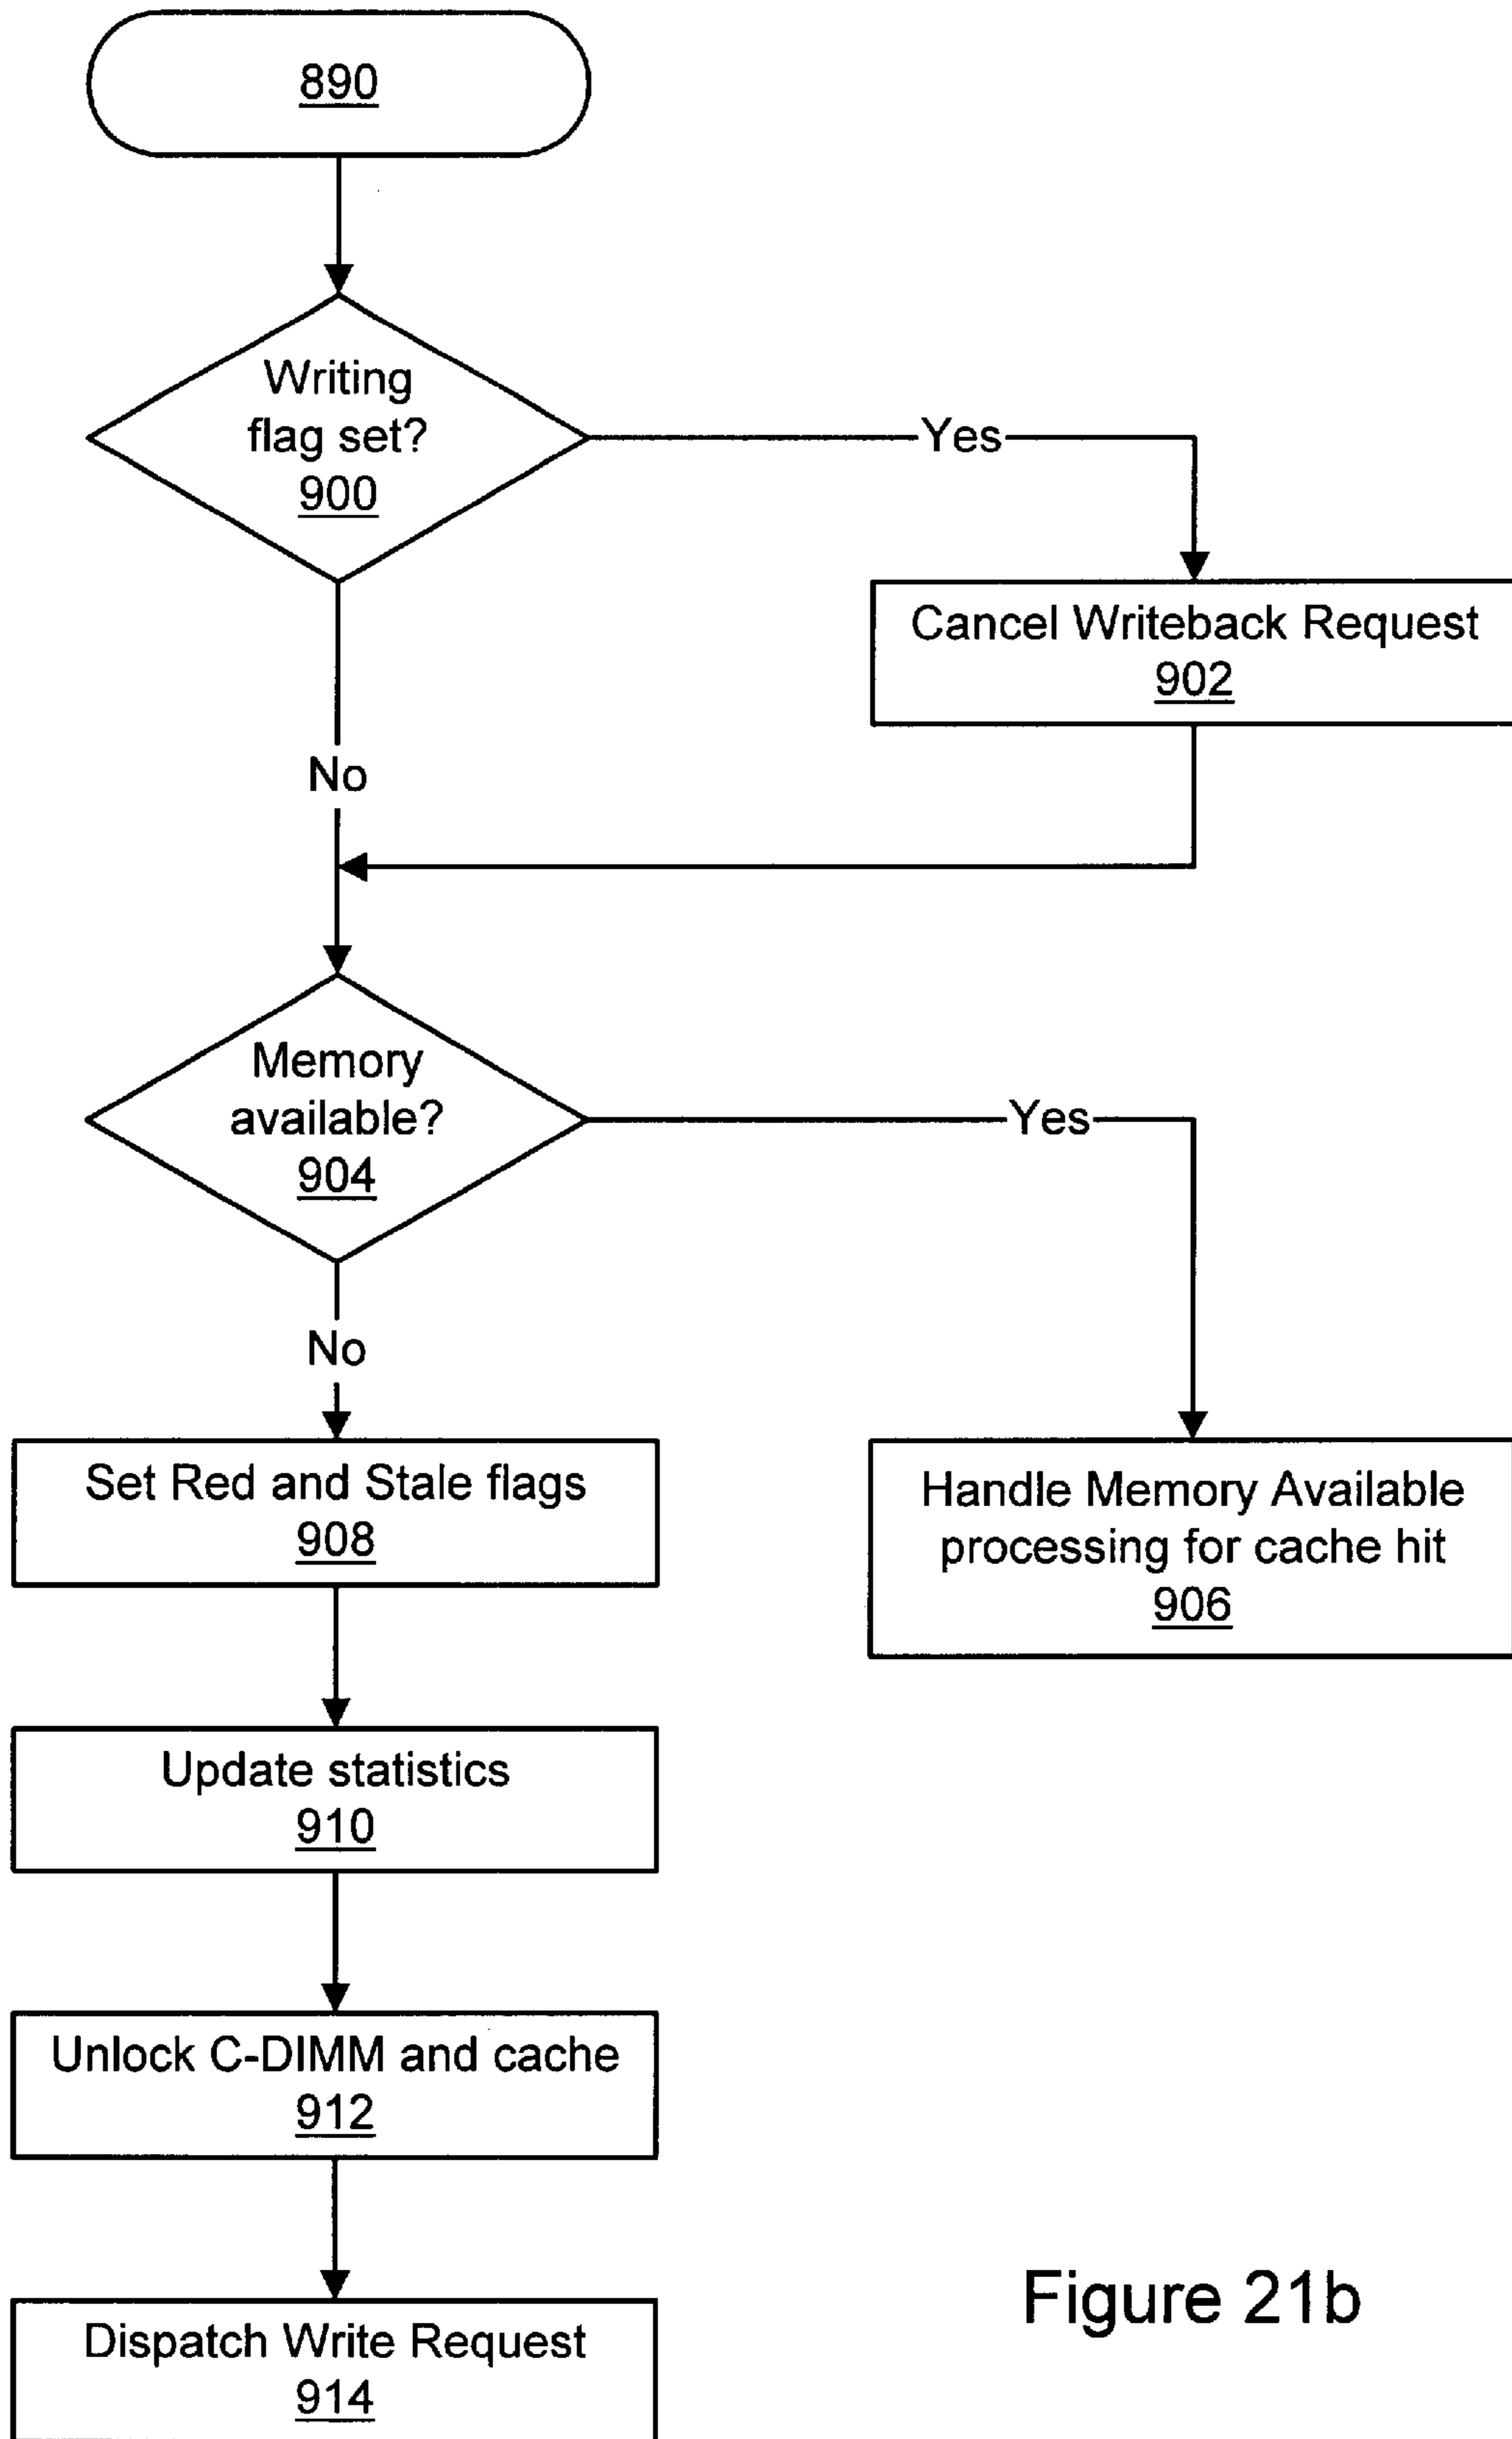 890
Writing
flag set?
900
Yes
Cancel Writeback Request
902
No
Memory
available?
904
Yes
No
Set Red and Stale flags
908
Handle Memory Available
processing for cache hit
906
Update statistics
910
Unlock C-DIMM and cache
912
Dispatch Write Request
914
Figure 21b